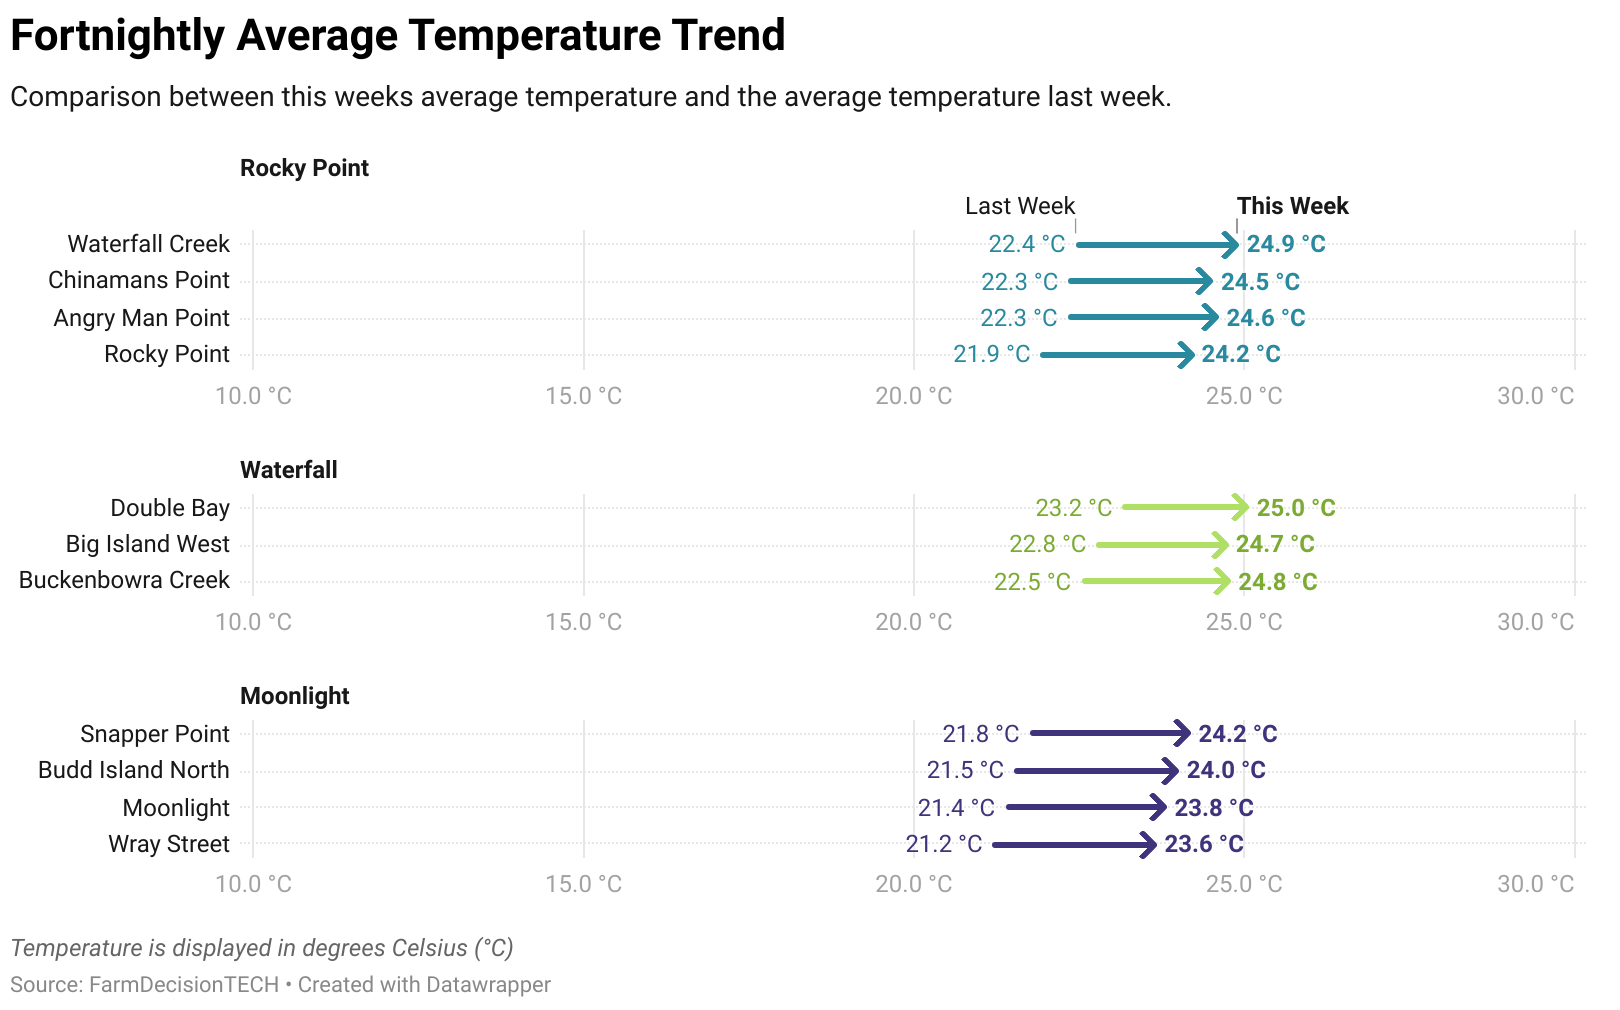 Fortnightly Average Temperature Trend
Comparison between this weeks average temperature and the average temperature last week.
Rocky Point
Last Week This Week
Waterfall Creek 22.4 °C 24.9 °C
Chinamans Point 22.3 °C 24.5 °C
Angry Man Point 22.3 °C 24.6 °C
Rocky Point 21.9 °C 24.2 °C
10.0 °C 15.0 °C 20.0 °C 25.0 °C 30.0 °C
Waterfall
Double Bay 23.2 °C 25.0 °C
Big Island West 22.8 °C 24.7 °C
Buckenbowra Creek 22.5 °C 24.8 °C
10.0 °C 15.0 °C 20.0 °C 25.0 °C 30.0 °C
Moonlight
Snapper Point 21.8 °C 24.2 °C
Budd Island North 21.5 °C 24.0 °C
Moonlight 21.4 °C 23.8 °C
Wray Street 21.2 °C 23.6 °C
10.0 °C 15.0 °C 20.0 °C 25.0 °C 30.0 °C
Temperature is displayed in degrees Celsius (°C)
Source: FarmDecisionTECH • Created with Datawrapper